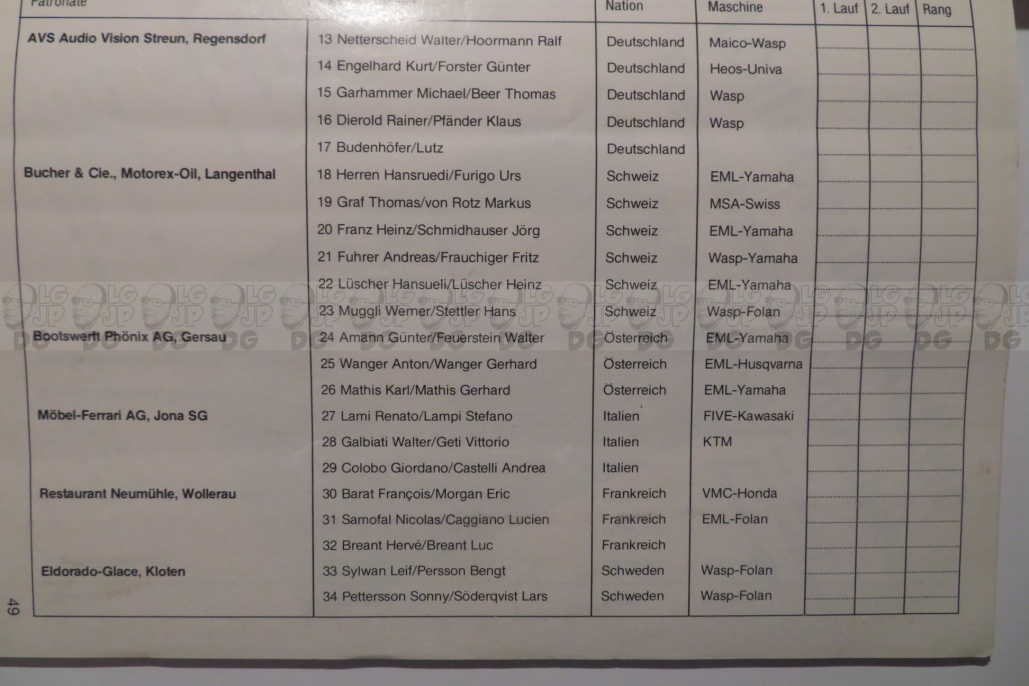 Patronate Nation Maschine 1. Lauf 2. Lauf Rang
AVS Audio Vision Streun, Regensdorf 13 Netterscheid Walter/Hoormann Ralf Deutschland Maico-Wasp
14 Engelhard Kurt/Forster Günter Deutschland Heos-Univa
15 Garhammer Michael/Beer Thomas Deutschland Wasp
16 Dierold Rainer/Pfänder Klaus Deutschland Wasp
17 Budenhöfer/Lutz Deutschland
Bucher & Cie., Motorex-Oil, Langenthal 18 Herren Hansruedi/Furigo Urs Schweiz EML-Yamaha
19 Graf Thomas/von Rotz Markus Schweiz MSA-Swiss
20 Franz Heinz/Schmidhauser Jörg Schweiz EML-Yamaha
21 Fuhrer Andreas/Frauchiger Fritz Schweiz Wasp-Yamaha
22 Lüscher Hansueli/Lüscher Heinz Schweiz EML-Yamaha
23 Muggli Werner/Stettler Hans Schweiz Wasp-Folan
Bootswerft Phönix AG, Gersau 24 Amann Günter/Feuerstein Walter Österreich EML-Yamaha
25 Wanger Anton/Wanger Gerhard Österreich EML-Husqvarna
26 Mathis Karl/Mathis Gerhard Österreich EML-Yamaha
Möbel-Ferrari AG, Jona SG 27 Lami Renato/Lampi Stefano Italien FIVE-Kawasaki
28 Galbiati Walter/Geti Vittorio Italien KTM
29 Colobo Giordano/Castelli Andrea Italien
Restaurant Neumühle, Wollerau 30 Barat François/Morgan Eric Frankreich VMC-Honda
31 Samofal Nicolas/Caggiano Lucien Frankreich EML-Folan
32 Breant Hervé/Breant Luc Frankreich
Eldorado-Glace, Kloten 33 Sylwan Leif/Persson Bengt Schweden Wasp-Folan
34 Pettersson Sonny/Söderqvist Lars Schweden Wasp-Folan
49